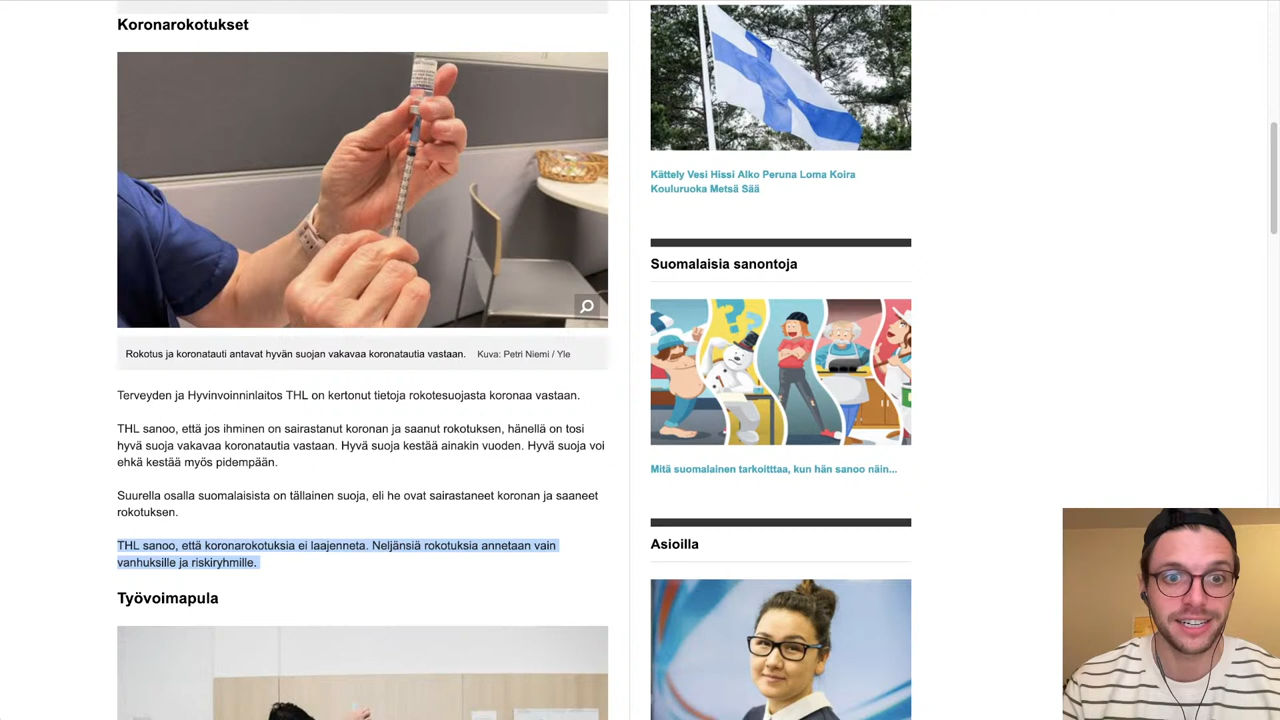 Koronarokotukset
Rokotus ja koronatauti antavat hyvän suojan vakavaa koronatautia vastaan. Kuva: Petri Niemi / Yle
Terveyden ja Hyvinvoinninlaitos THL on kertonut tietoja rokotesuojasta koronaa vastaan.
THL sanoo, että jos ihminen on sairastanut koronan ja saanut rokotuksen, hänellä on tosi
hyvä suoja vakavaa koronatautia vastaan. Hyvä suoja kestää ainakin vuoden. Hyvä suoja voi
ehkä kestää myös pidempään.
Suurella osalla suomalaisista on tällainen suoja, eli he ovat sairastaneet koronan ja saaneet
rokotuksen.
THL sanoo, että koronarokotuksia ei laajenneta. Neljänsiä rokotuksia annetaan vain
vanhuksille ja riskiryhmille.
Työvoimapula
Kättely Vesi Hissi Alko Peruna Loma Koira
Kouluruoka Metsä Sää
Suomalaisia sanontoja
Mitä suomalainen tarkoitttaa, kun hän sanoo näin...
Asioilla